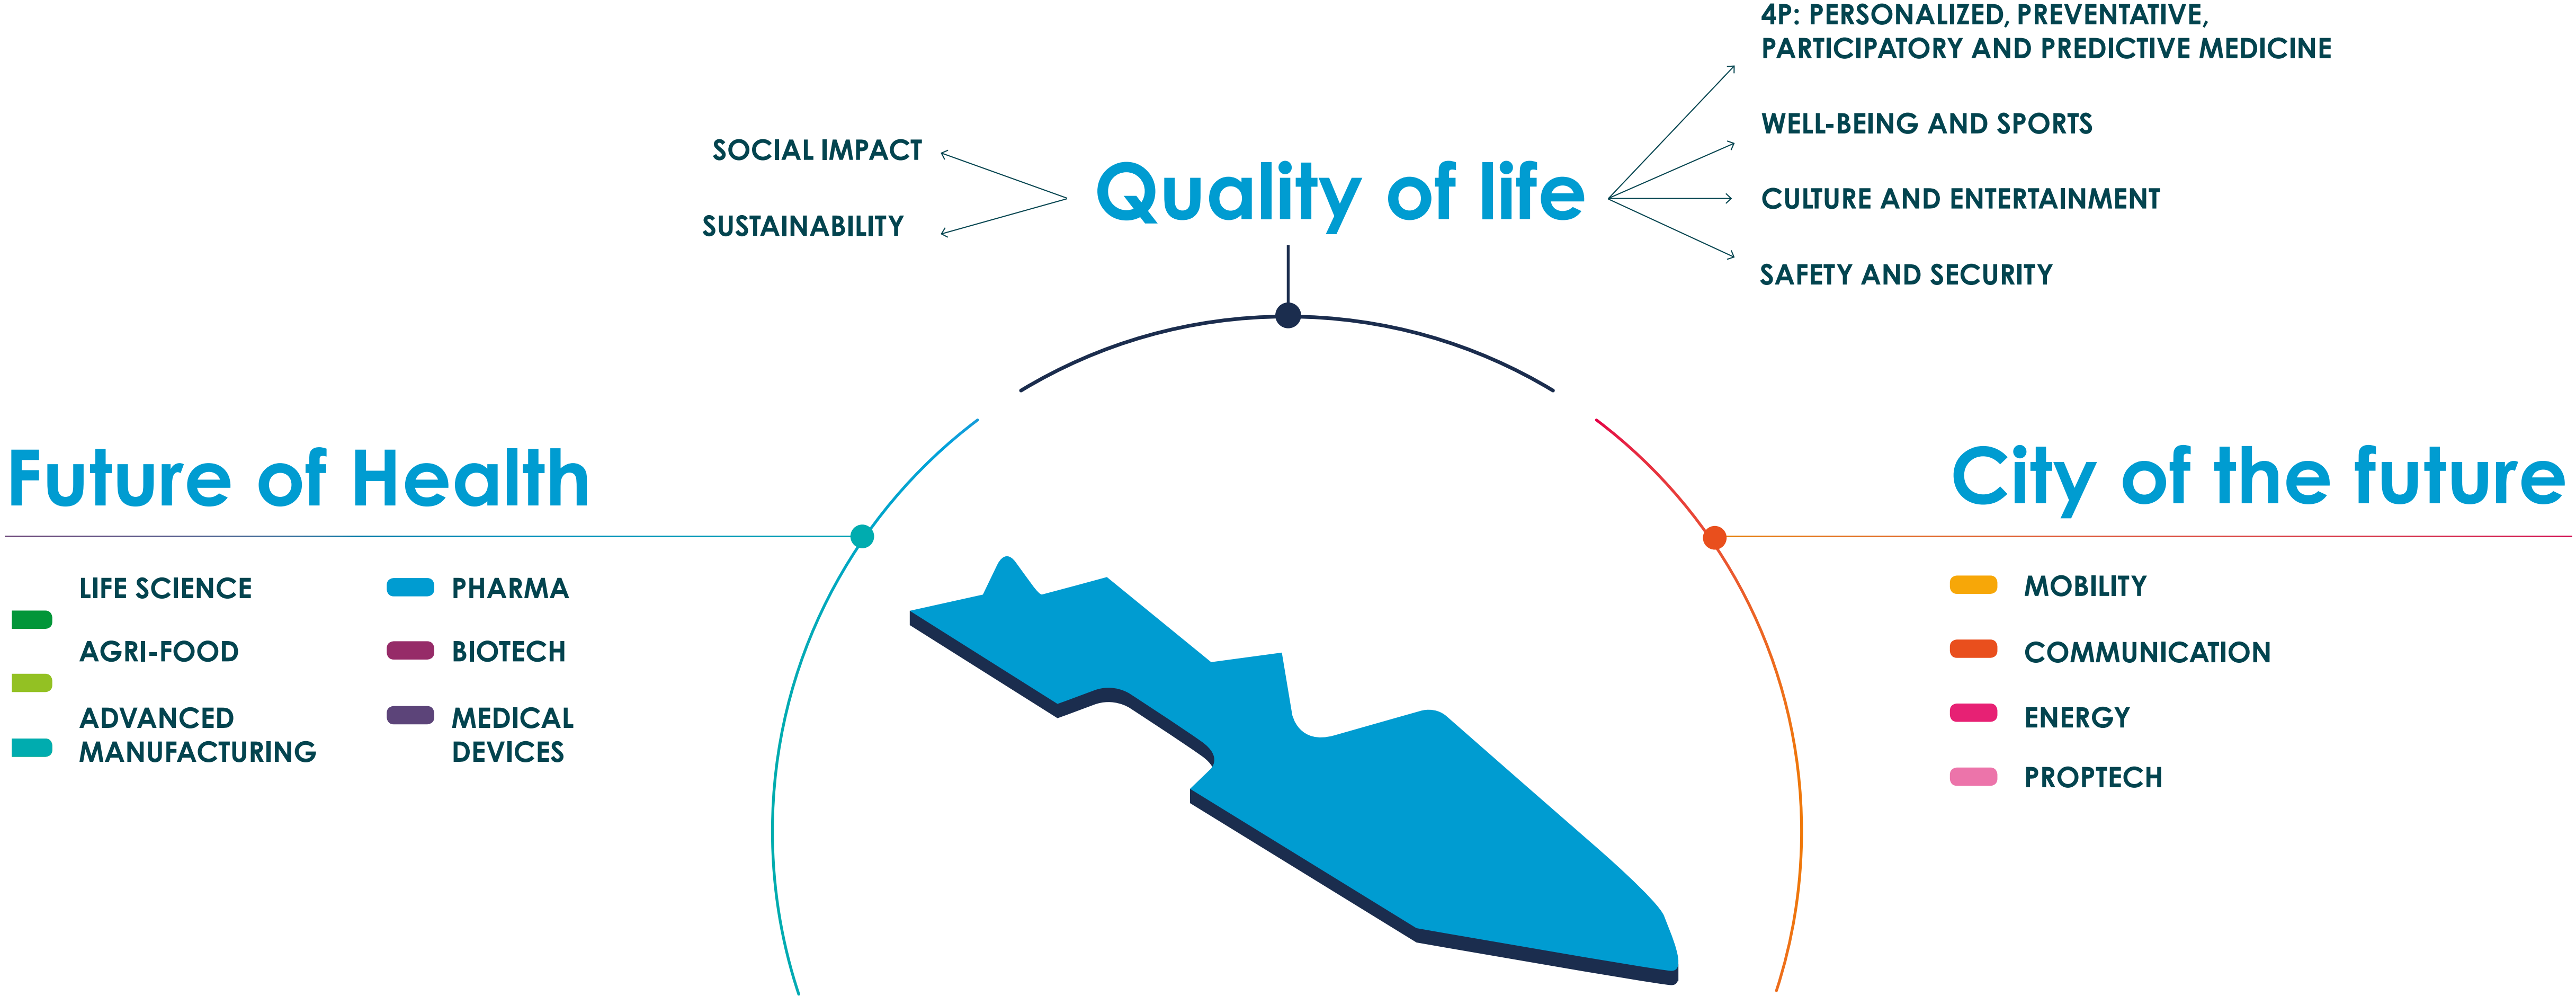 4P: PERSONALIZED, PREVENTATIVE,
PARTICIPATORY AND PREDICTIVE MEDICINE
SOCIAL IMPACT
SUSTAINABILITY
Quality of life
WELL-BEING AND SPORTS
CULTURE AND ENTERTAINMENT
SAFETY AND SECURITY
Future of Health
LIFE SCIENCE
AGRI-FOOD
ADVANCED
MANUFACTURING
PHARMA
BIOTECH
MEDICAL
DEVICES
City of the future
MOBILITY
COMMUNICATION
ENERGY
PROPTECH